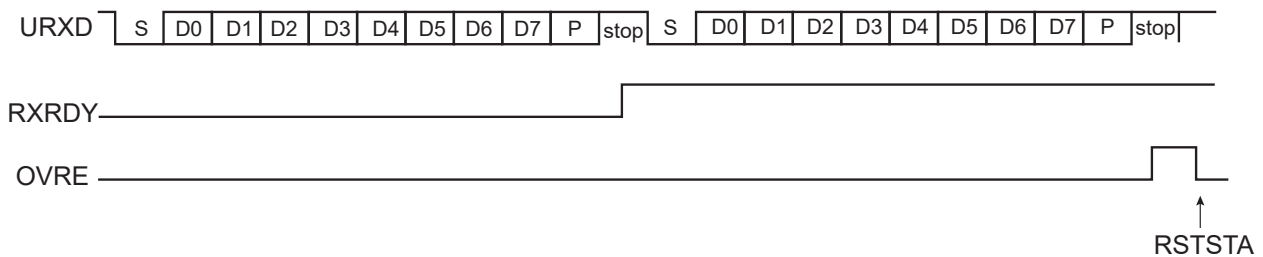 URXD S D0 D1 D2 D3 D4 D5 D6 D7 P stop S D0 D1 D2 D3 D4 D5 D6 D7 P stop
RXRDY
OVRE
RSTSTA